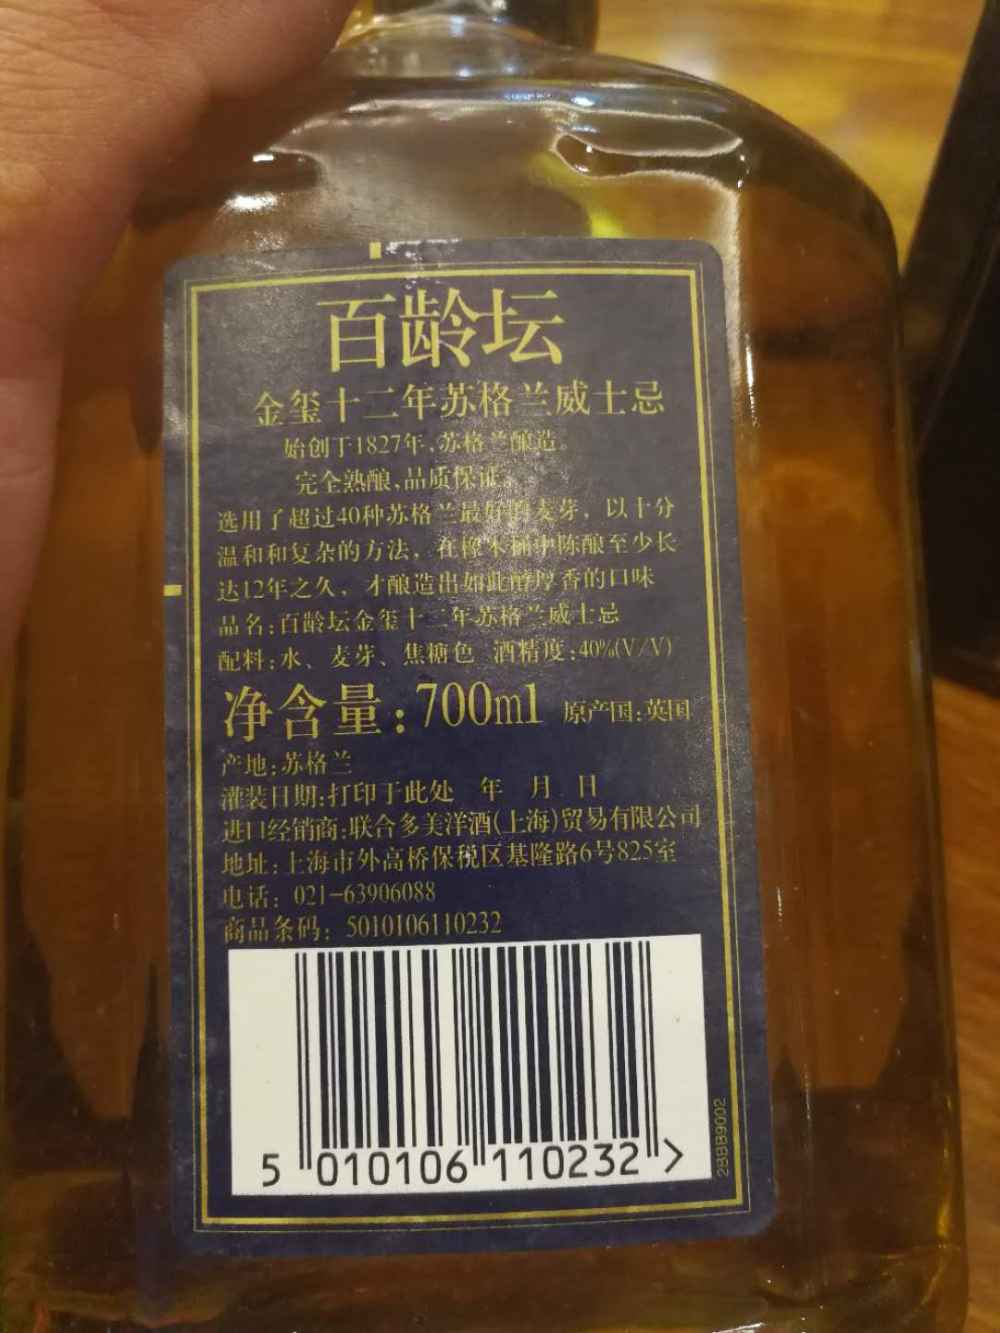 百龄坛
金玺十二年苏格兰威士忌
始创于1827年,苏格兰酿造。
完全熟酿,品质保证。
选用了超过40种苏格兰最好的麦芽，以十分
温和和复杂的方法，在橡木桶中陈酿至少长
达12年之久，才酿造出如此醇厚香的口味
品名:百龄坛金玺十二年苏格兰威士忌
配料:水、麦芽、焦糖色 酒精度:40%(V/V)
净含量:700ml 原产国:英国
产地:苏格兰
灌装日期:打印于此处 年 月 日
进口经销商:联合多美洋酒(上海)贸易有限公司
地址:上海市外高桥保税区基隆路6号825室
电话: 021-63906088
商品条码: 5010106110232
5 010106 110232 >
28BB9002